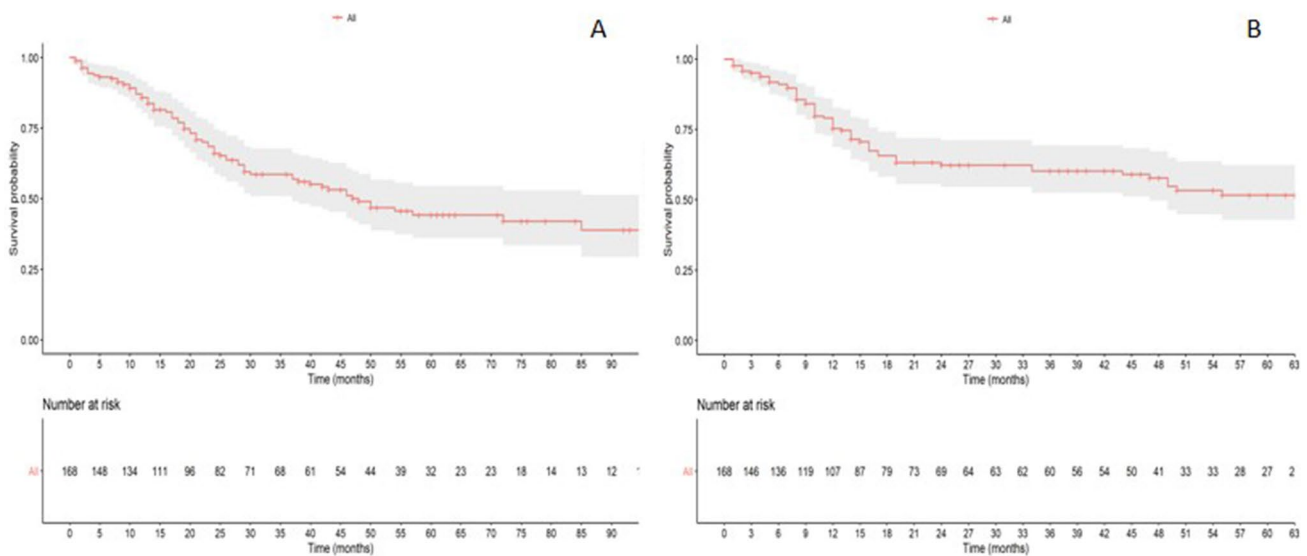 All
A
1.00
0.75
0.50
0.25
0.00
Survival probability
0 5 10 15 20 25 30 35 40 45 50 55 60 65 70 75 80 85 90
Time (months)
Number at risk
All 168 148 134 111 96 82 71 68 61 54 44 39 32 23 23 18 14 13 12
0 5 10 15 20 25 30 35 40 45 50 55 60 65 70 75 80 85 90
Time (months)
All
B
1.00
0.75
0.50
0.25
0.00
Survival probability
0 3 6 9 12 15 18 21 24 27 30 33 36 39 42 45 48 51 54 57 60 63
Time (months)
Number at risk
All 168 146 136 119 107 87 79 73 69 64 63 62 60 56 54 50 41 33 33 28 27 2
0 3 6 9 12 15 18 21 24 27 30 33 36 39 42 45 48 51 54 57 60 63
Time (months)